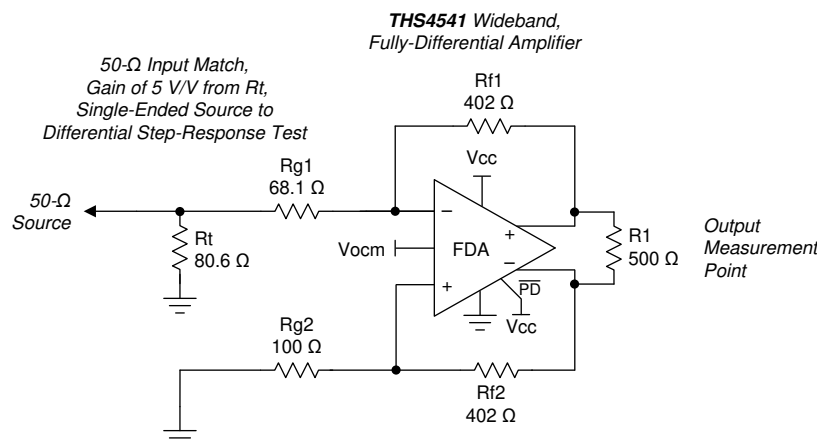 THS4541 Wideband,
Fully-Differential Amplifier
50-Ω Input Match,
Gain of 5 V/V from Rt,
Single-Ended Source to
Differential Step-Response Test
Rf1
402 Ω
Vcc
Rg1
68.1 Ω
50-Ω
Source
Rt
80.6 Ω
Vocm
−
+
FDA
+
−
R1
500 Ω
Output
Measurement
Point
PD
Vcc
Rg2
100 Ω
Rf2
402 Ω